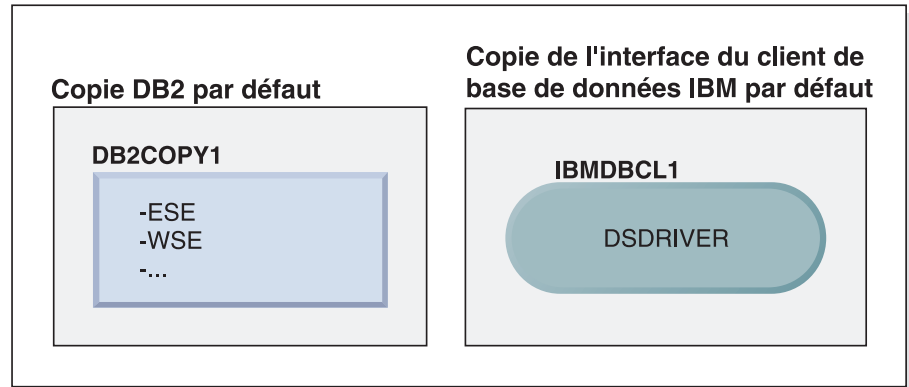 Copie DB2 par défaut
DB2COPY1
-ESE
-WSE
-...
Copie de l'interface du client de
base de données IBM par défaut
IBMDBCL1
DSDRIVER